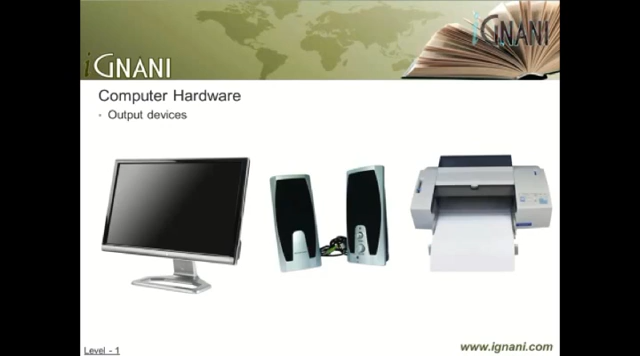 iGNANI
iGNANI
Computer Hardware
• Output devices
Level - 1
www.ignani.com